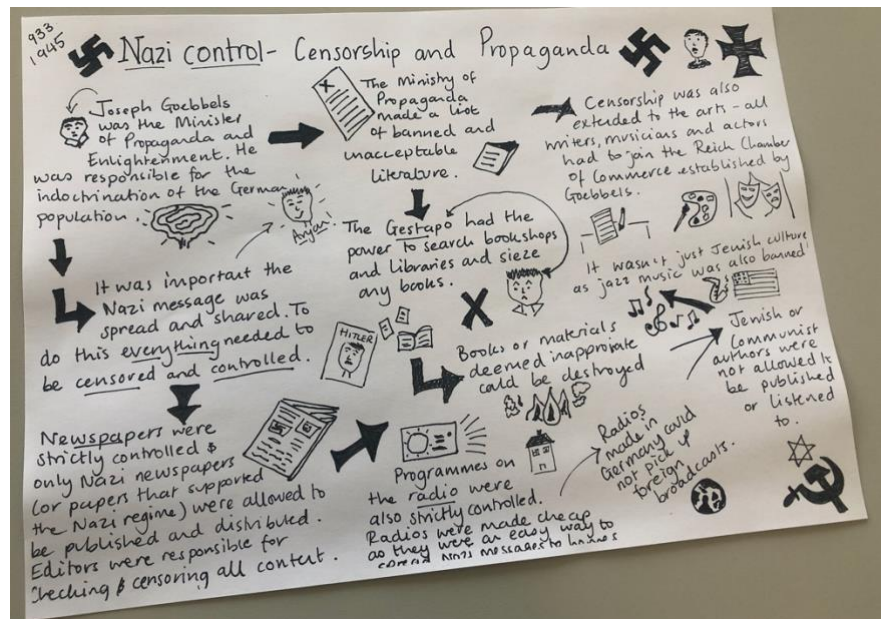 933
1945
Nazi control- Censorship and Propaganda
Joseph Goebbels
was the Minister
of Propaganda and
Enlightenment. He
was responsible for the
indoctrination of the German
population.
Aryan
It was important the
Nazi message was
spread and shared. To
do this everything needed to
be censored and controlled.
Newspapers were
strictly controlled &
only Nazi newspapers
(or papers that supported
the Nazi regime) were allowed to
be published and distributed.
Editors were responsible for
checking & censoring all content.
The Ministry of
Propaganda
made a list
of banned and
unacceptable
literature.
The Gestapo had the
power to search bookshops
and libraries and sieze
any books.
HITLER
Books or materials
deemed inappropiate
could be destroyed
Programmes on
the radio were
also strictly controlled.
Radios were made cheap
as they were an easy way to
spread nazi messages to homes
Radios
made in
Germany could
not pick up
foreign
broadcasts.
Censorship was also
extended to the arts - all
writers, musicians and actors
had to join the Reich Chamber
of Commerce established by
Goebbels.
It wasn't just Jewish culture
as jazz music was also banned
Jewish or
Communist
authors were
not allowed to
be published
or listened
to.